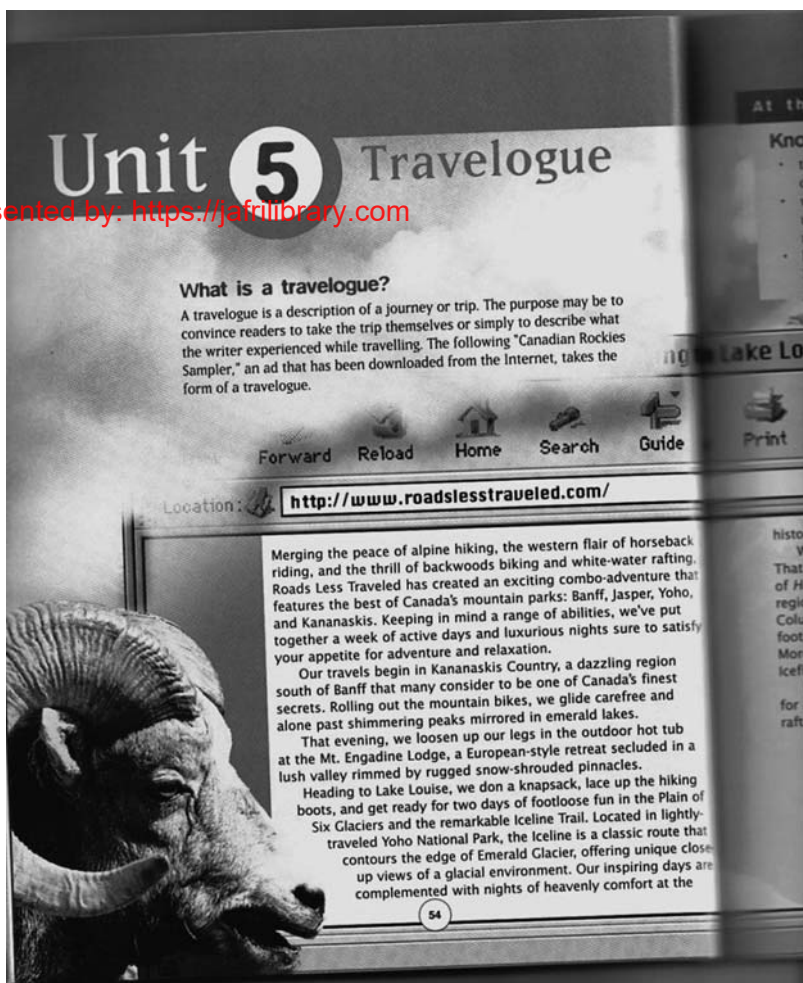 Unit 5 Travelogue
sented by: https://jafrilibrary.com
What is a travelogue?
A travelogue is a description of a journey or trip. The purpose may be to
convince readers to take the trip themselves or simply to describe what
the writer experienced while travelling. The following "Canadian Rockies
Sampler," an ad that has been downloaded from the Internet, takes the
form of a travelogue.
Forward Reload Home Search Guide Print
Location: http://www.roadslesstraveled.com/
Merging the peace of alpine hiking, the western flair of horseback
riding, and the thrill of backwoods biking and white-water rafting,
Roads Less Traveled has created an exciting combo-adventure that
features the best of Canada's mountain parks: Banff, Jasper, Yoho,
and Kananaskis. Keeping in mind a range of abilities, we've put
together a week of active days and luxurious nights sure to satisfy
your appetite for adventure and relaxation.
Our travels begin in Kananaskis Country, a dazzling region
south of Banff that many consider to be one of Canada's finest
secrets. Rolling out the mountain bikes, we glide carefree and
alone past shimmering peaks mirrored in emerald lakes.
That evening, we loosen up our legs in the outdoor hot tub
at the Mt. Engadine Lodge, a European-style retreat secluded in a
lush valley rimmed by rugged snow-shrouded pinnacles.
Heading to Lake Louise, we don a knapsack, lace up the hiking
boots, and get ready for two days of footloose fun in the Plain of
Six Glaciers and the remarkable Iceline Trail. Located in lightly-
traveled Yoho National Park, the Iceline is a classic route that
contours the edge of Emerald Glacier, offering unique close-
up views of a glacial environment. Our inspiring days are
complemented with nights of heavenly comfort at the
54
At th
Kno
ng Lake Lo
histo
W
That
of H
regi
Colu
foot
Mor
Icefi
for
raft